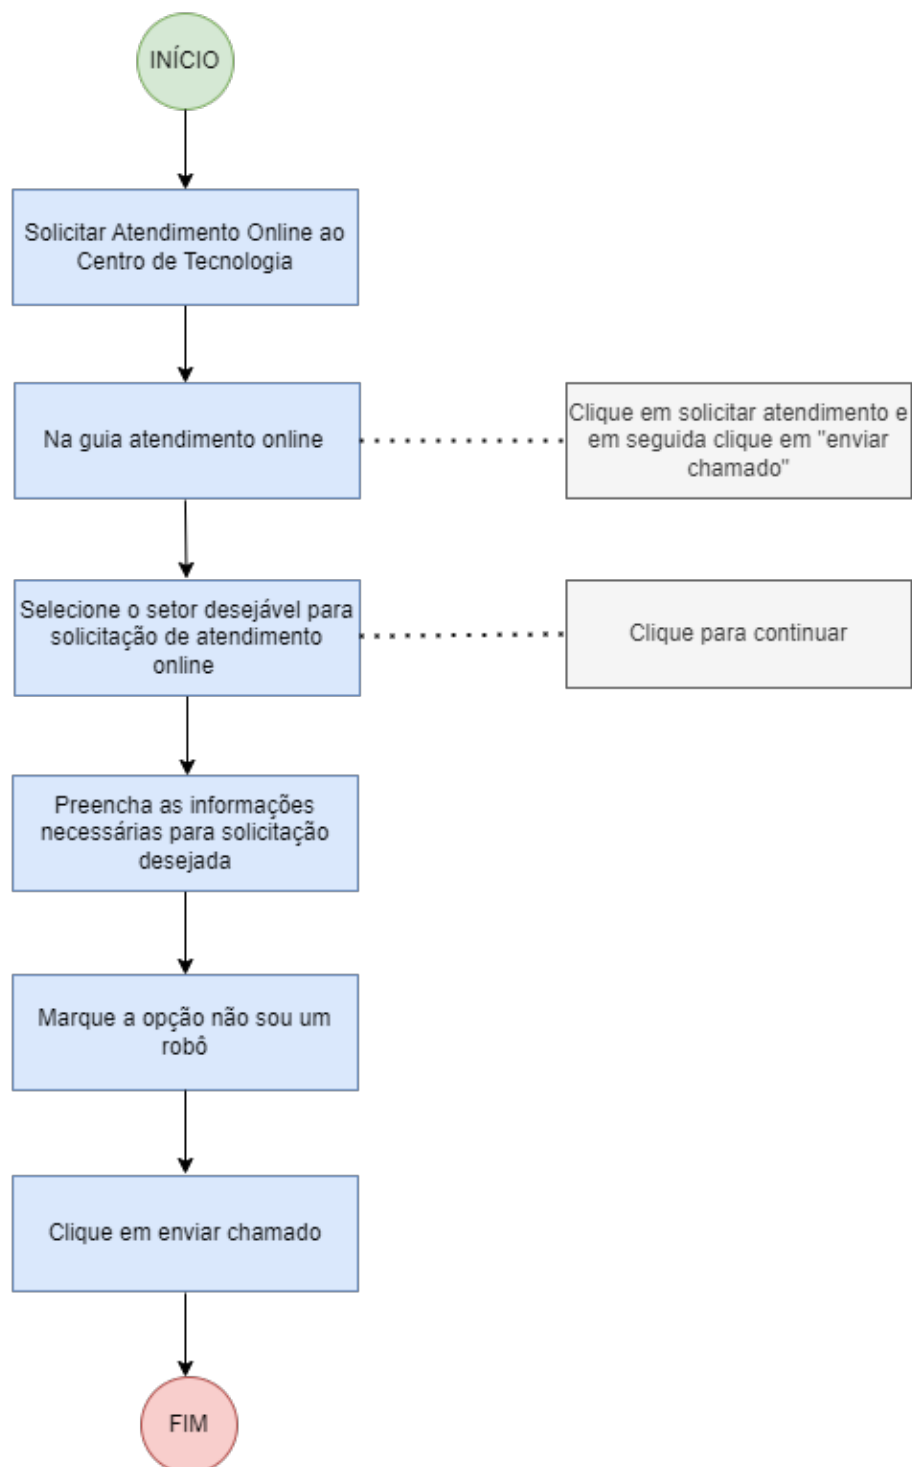 INÍCIO
Solicitar Atendimento Online ao
Centro de Tecnologia
Na guia atendimento online
Clique em solicitar atendimento e
em seguida clique em "enviar
chamado"
Selecione o setor desejável para
solicitação de atendimento
online
Clique para continuar
Preencha as informações
necessárias para solicitação
desejada
Marque a opção não sou um
robô
Clique em enviar chamado
FIM